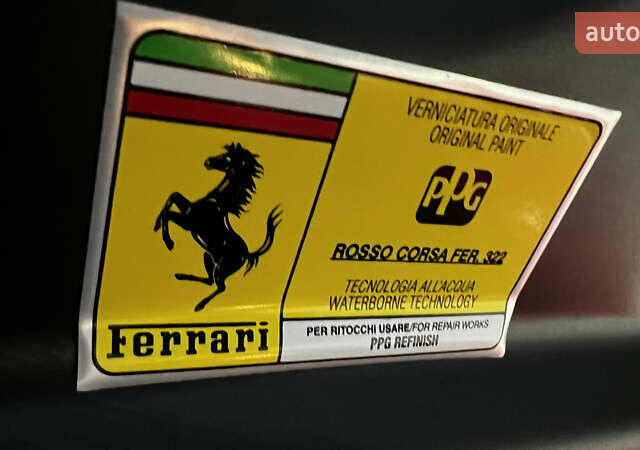 auto
VERNICIATURA ORIGINALE
ORIGINAL PAINT
PPG
ROSSO CORSA FER. 322
TECNOLOGIA ALL'ACQUA
WATERBORNE TECHNOLOGY
Ferrari
PER RITOCCHI USARE/FOR REPAIR WORKS
PPG REFINISH